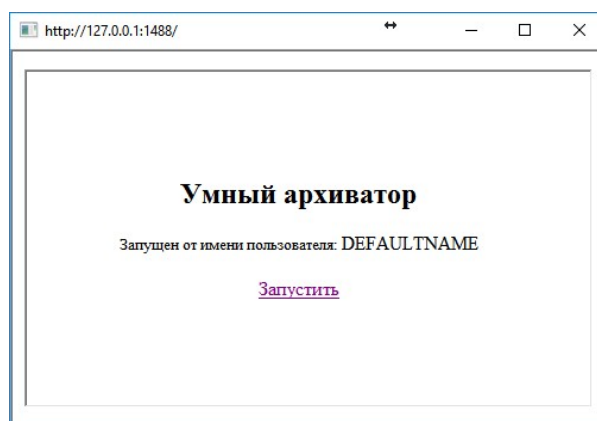 http://127.0.0.1:1488/
Умный архиватор
Запущен от имени пользователя: DEFAULTNAME
Запустить